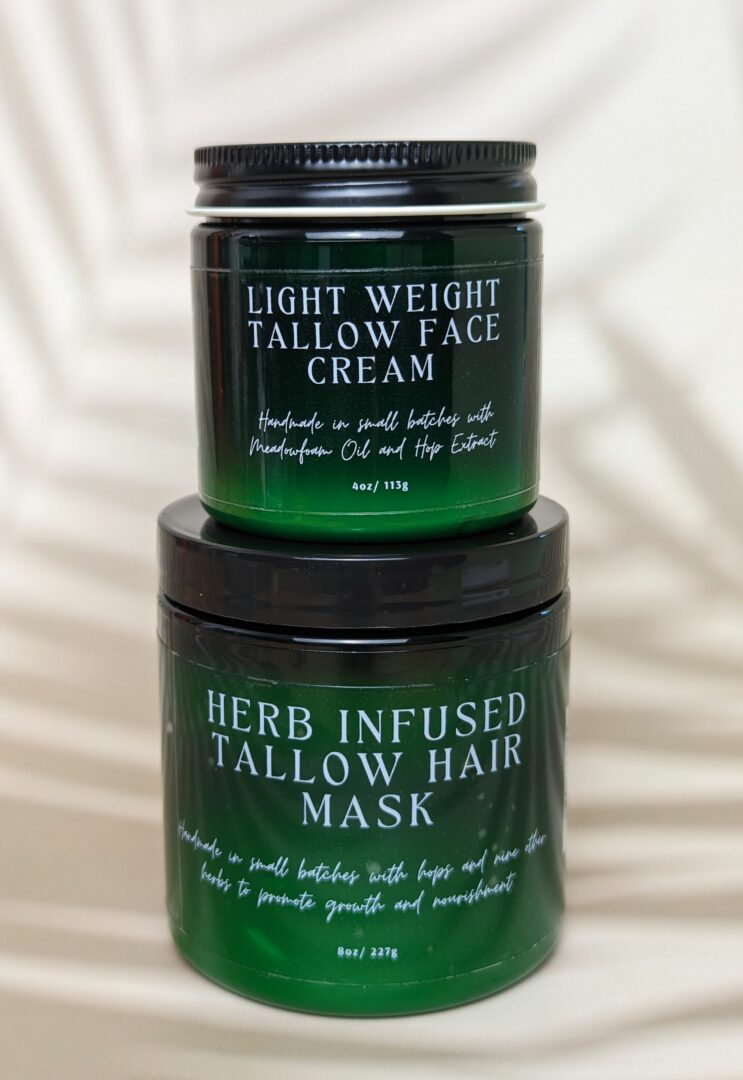 LIGHT WEIGHT
TALLOW FACE
CREAM
Handmade in small batches with
Meadowfoam Oil and Hop Extract
4oz/ 113g
HERB INFUSED
TALLOW HAIR
MASK
Handmade in small batches with hops and nine other
herbs to promote growth and nourishment
8oz/ 227g